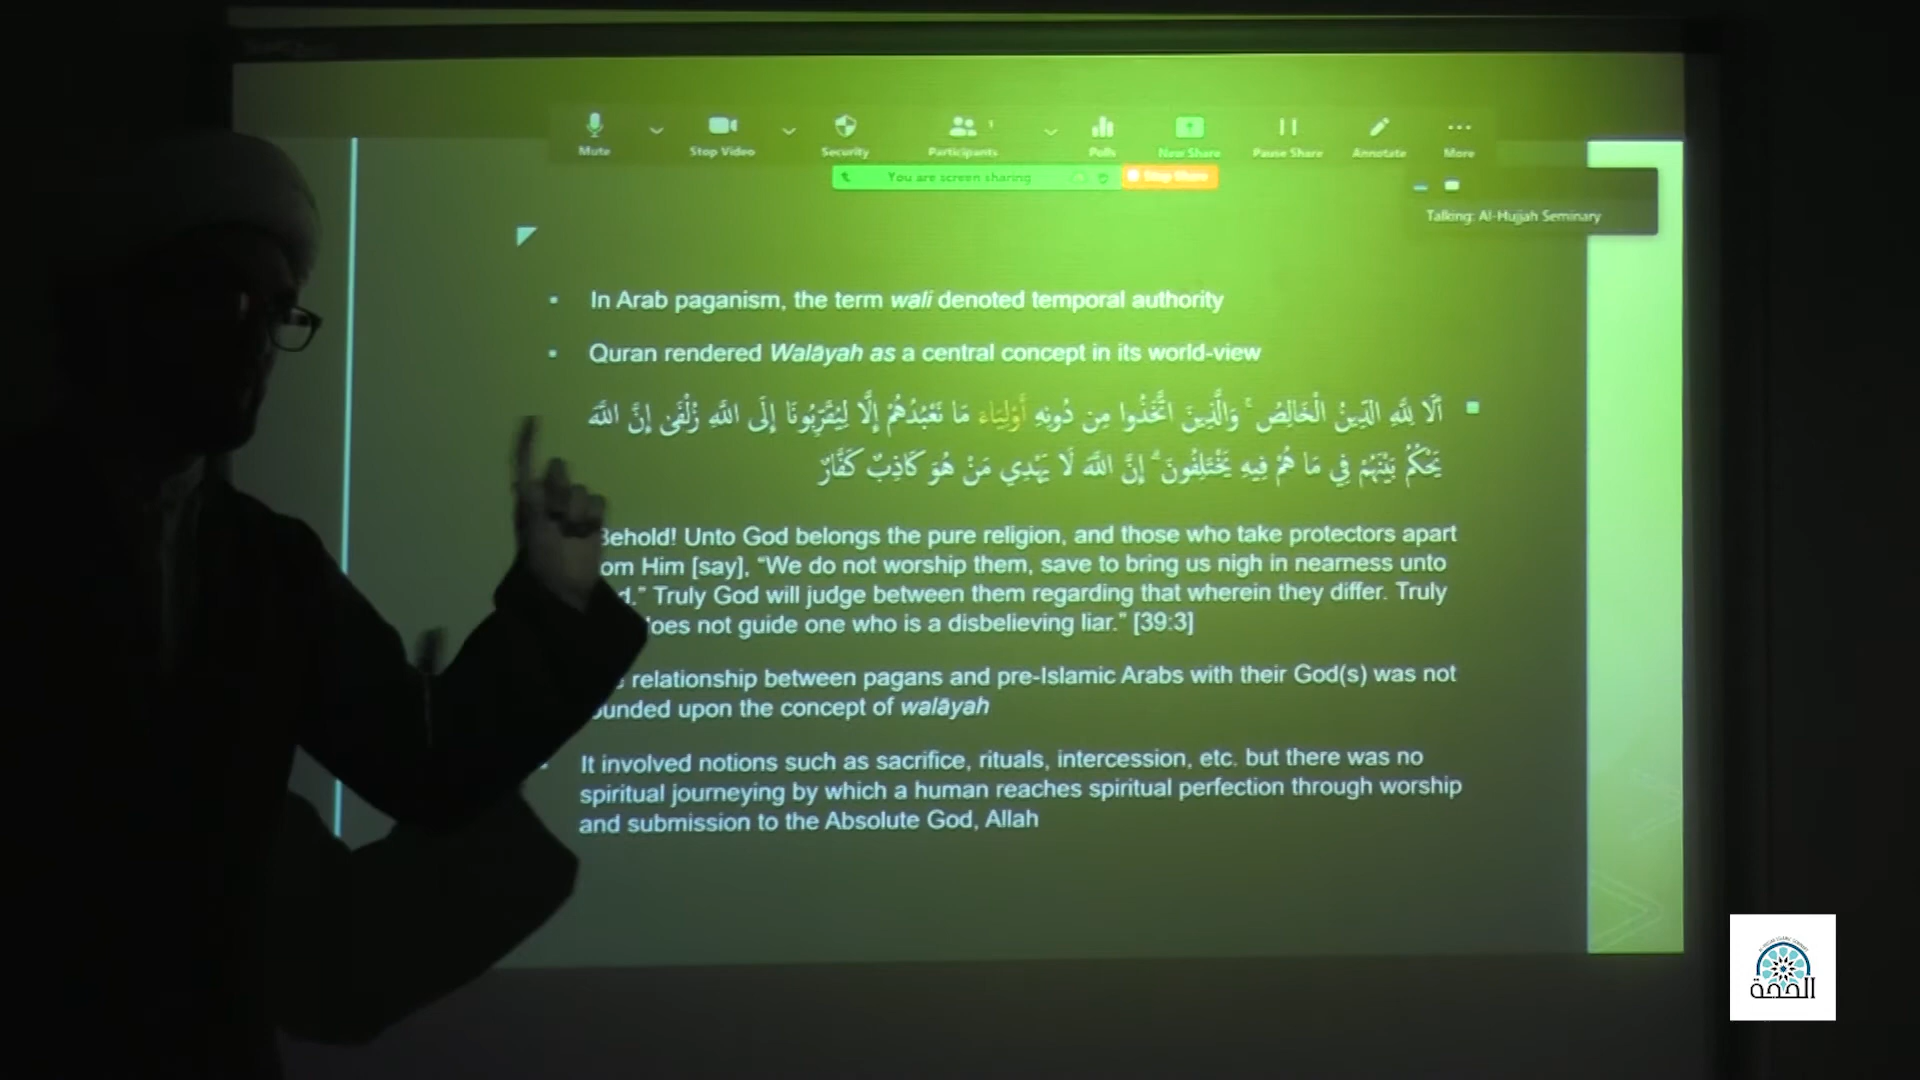 Mute
Stop Video
Security
Participants
1
Polls
New Share
Pause Share
Annotate
More
You are screen sharing
Stop Share
Talking: Al-Hujjah Seminary
▪ In Arab paganism, the term wali denoted temporal authority
▪ Quran rendered Walāyah as a central concept in its world-view
▪ أَلَا لِلَّهِ الدِّينُ الْخَالِصُ ۚ وَالَّذِينَ اتَّخَذُوا مِن دُونِهِ أَوْلِيَاءَ مَا نَعْبُدُهُمْ إِلَّا لِيُقَرِّبُونَا إِلَى اللَّهِ زُلْفَىٰ إِنَّ اللَّهَ
يَحْكُمُ بَيْنَهُمْ فِي مَا هُمْ فِيهِ يَخْتَلِفُونَ ۗ إِنَّ اللَّهَ لَا يَهْدِي مَنْ هُوَ كَاذِبٌ كَفَّارٌ
Behold! Unto God belongs the pure religion, and those who take protectors apart
om Him [say], “We do not worship them, save to bring us nigh in nearness unto
d.” Truly God will judge between them regarding that wherein they differ. Truly
does not guide one who is a disbelieving liar.” [39:3]
relationship between pagans and pre-Islamic Arabs with their God(s) was not
ounded upon the concept of walāyah
It involved notions such as sacrifice, rituals, intercession, etc. but there was no
spiritual journeying by which a human reaches spiritual perfection through worship
and submission to the Absolute God, Allah
الحجة